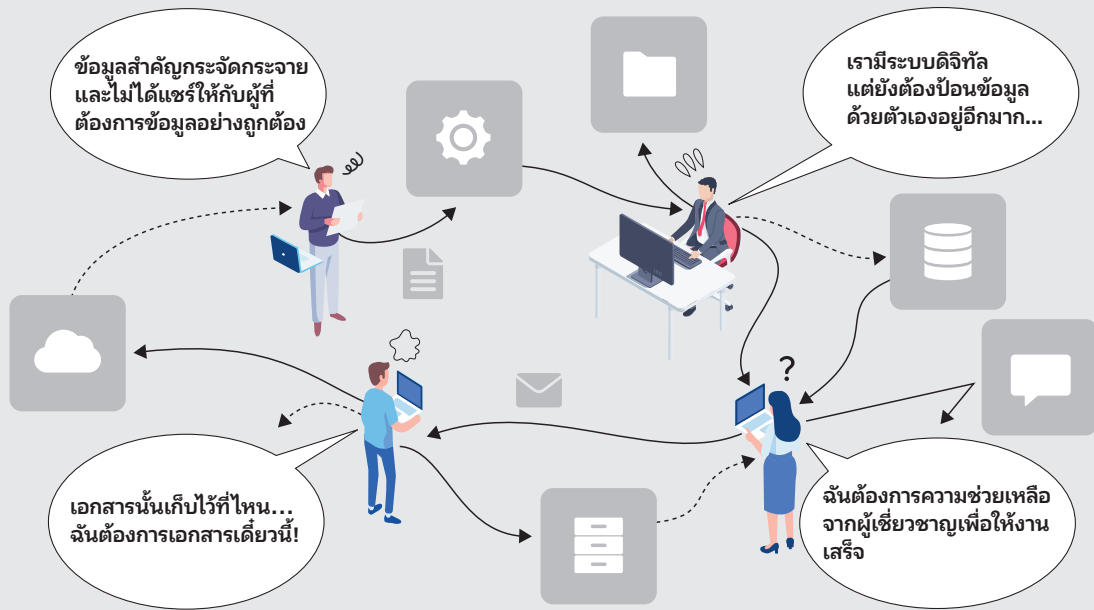 ข้อมูลสำคัญกระจัดกระจาย
และไม่ได้แชร์ให้กับผู้ที่
ต้องการข้อมูลอย่างถูกต้อง
เรามีระบบดิจิทัล
แต่ยังต้องป้อนข้อมูล
ด้วยตัวเองอยู่อีกมาก...
?
เอกสารนั้นเก็บไว้ที่ไหน...
ฉันต้องการเอกสารเดี๋ยวนี้!
ฉันต้องการความช่วยเหลือ
จากผู้เชี่ยวชาญเพื่อให้งาน
เสร็จ